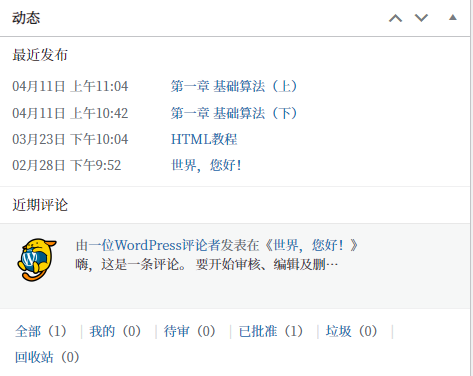 动态
最近发布
04月11日 上午11:04 第一章 基础算法（上）
04月11日 上午10:42 第一章 基础算法（下）
03月23日 下午10:04 HTML教程
02月28日 下午9:52 世界，您好！
近期评论
由一位WordPress评论者发表在《世界，您好！》
嗨，这是一条评论。 要开始审核、编辑及删…
全部（1） | 我的（0） | 待审（0） | 已批准（1） | 垃圾（0） |
回收站（0）